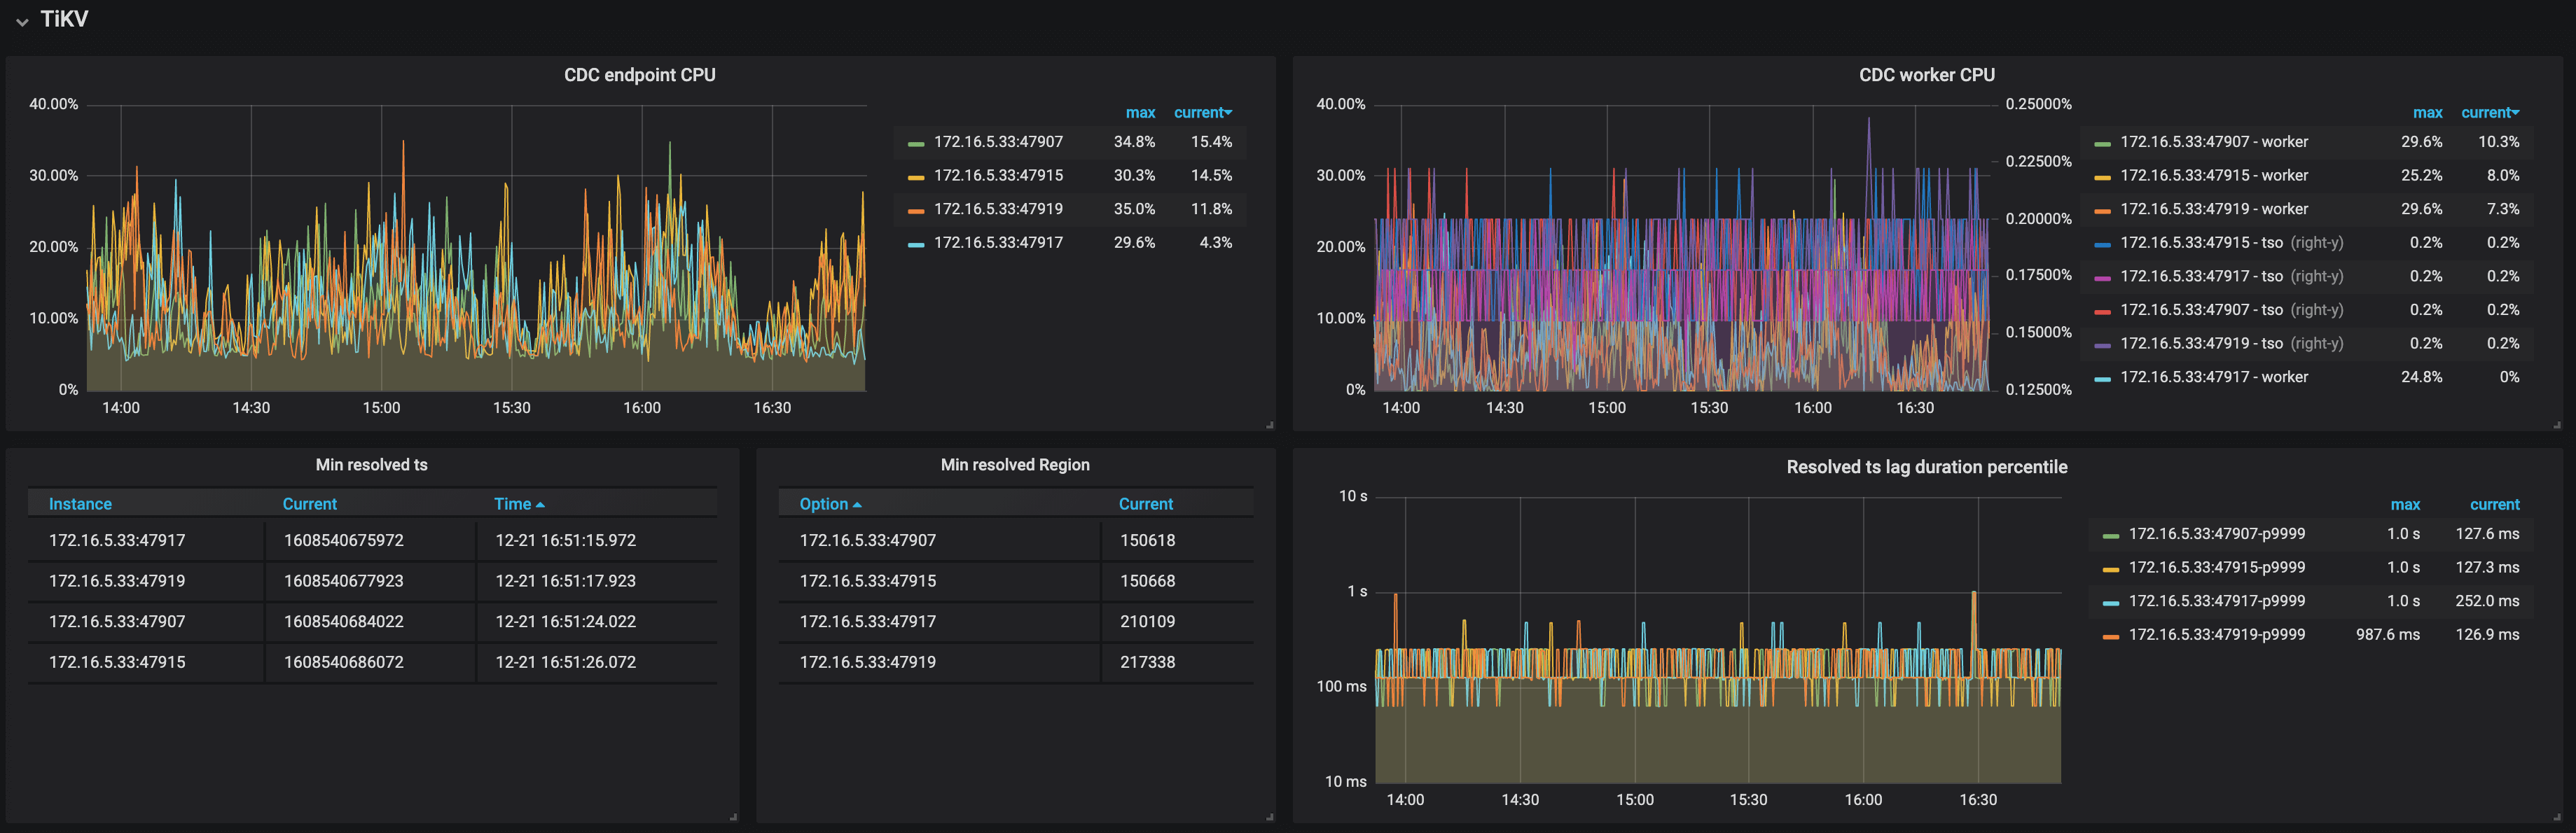 TiKV
CDC endpoint CPU
40.00%
30.00%
20.00%
10.00%
0%
14:00 14:30 15:00 15:30 16:00 16:30
max current
172.16.5.33:47907 34.8% 15.4%
172.16.5.33:47915 30.3% 14.5%
172.16.5.33:47919 35.0% 11.8%
172.16.5.33:47917 29.6% 4.3%
CDC worker CPU
40.00%
30.00%
20.00%
10.00%
0%
0.25000%
0.22500%
0.20000%
0.17500%
0.15000%
0.12500%
14:00 14:30 15:00 15:30 16:00 16:30
max current
172.16.5.33:47907 - worker 29.6% 10.3%
172.16.5.33:47915 - worker 25.2% 8.0%
172.16.5.33:47919 - worker 29.6% 7.3%
172.16.5.33:47915 - tso (right-y) 0.2% 0.2%
172.16.5.33:47917 - tso (right-y) 0.2% 0.2%
172.16.5.33:47907 - tso (right-y) 0.2% 0.2%
172.16.5.33:47919 - tso (right-y) 0.2% 0.2%
172.16.5.33:47917 - worker 24.8% 0%
Min resolved ts
Instance Current Time
172.16.5.33:47917 1608540675972 12-21 16:51:15.972
172.16.5.33:47919 1608540677923 12-21 16:51:17.923
172.16.5.33:47907 1608540684022 12-21 16:51:24.022
172.16.5.33:47915 1608540686072 12-21 16:51:26.072
Min resolved Region
Option Current
172.16.5.33:47907 150618
172.16.5.33:47915 150668
172.16.5.33:47917 210109
172.16.5.33:47919 217338
Resolved ts lag duration percentile
10 s
1 s
100 ms
10 ms
14:00 14:30 15:00 15:30 16:00 16:30
max current
172.16.5.33:47907-p9999 1.0 s 127.6 ms
172.16.5.33:47915-p9999 1.0 s 127.3 ms
172.16.5.33:47917-p9999 1.0 s 252.0 ms
172.16.5.33:47919-p9999 987.6 ms 126.9 ms